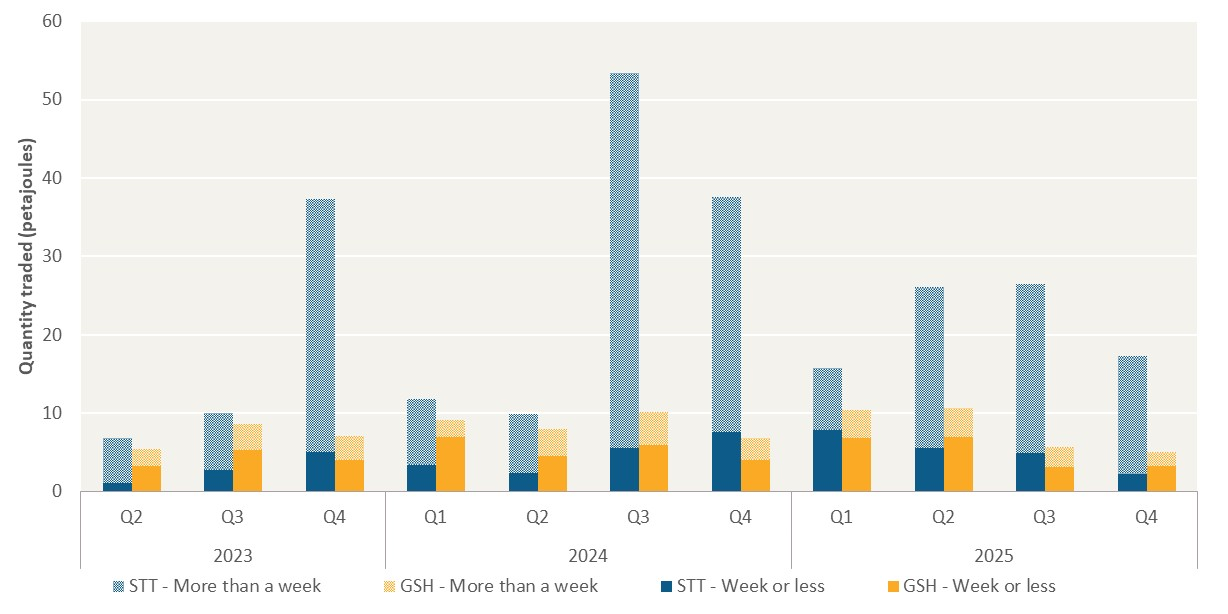 Quantity traded (petajoules)
60
50
40
30
20
10
0
Q2 Q3 Q4 Q1 Q2 Q3 Q4 Q1 Q2 Q3 Q4
2023 2024 2025
STT - More than a week GSH - More than a week STT - Week or less GSH - Week or less